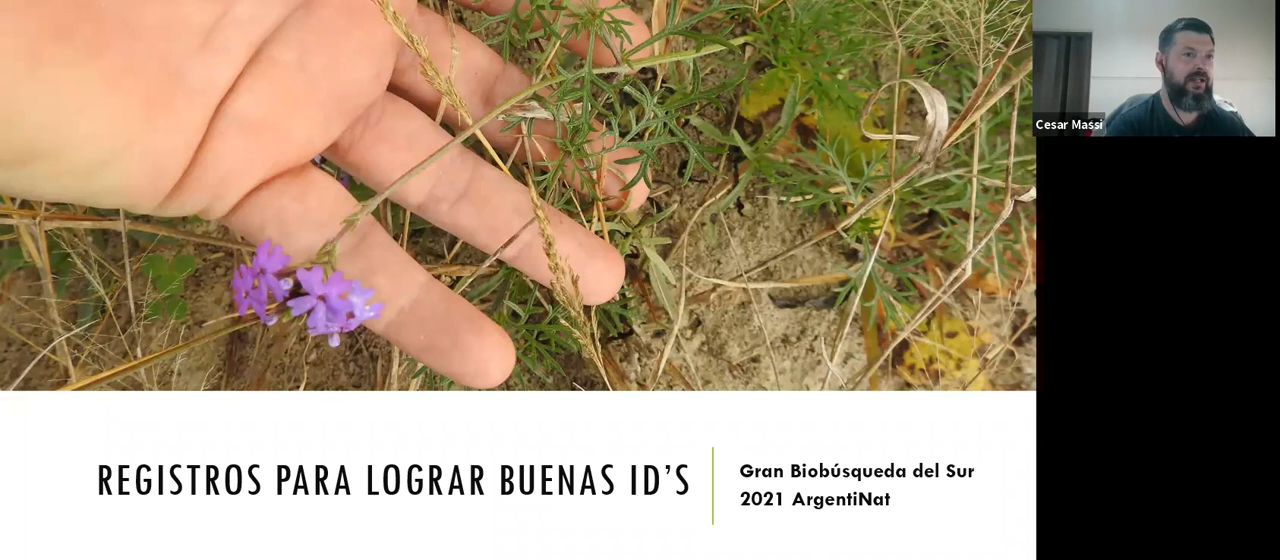 Cesar Massi
REGISTROS PARA LOGRAR BUENAS ID’S
Gran Biobúsqueda del Sur
2021 ArgentiNat